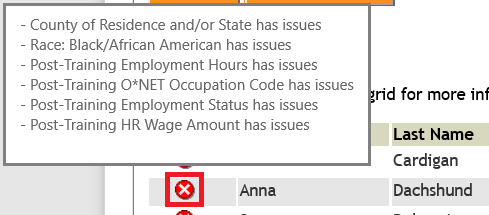 - County of Residence and/or State has issues
- Race: Black/African American has issues
- Post-Training Employment Hours has issues
- Post-Training O*NET Occupation Code has issues
- Post-Training Employment Status has issues
- Post-Training HR Wage Amount has issues
grid for more inf
Last Name
Cardigan
Anna Dachshund